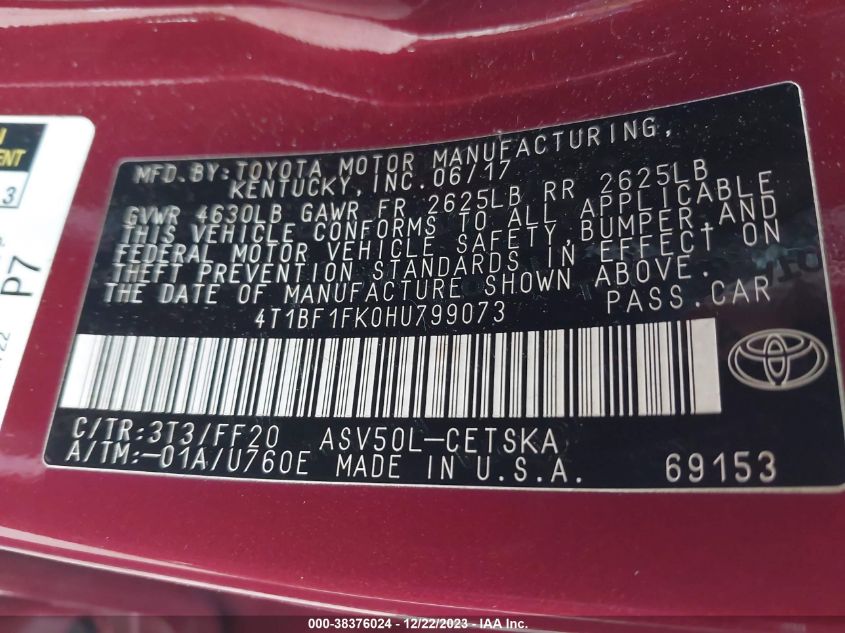 MFD. BY: TOYOTA MOTOR MANUFACTURING,
KENTUCKY, INC. 06/17
GVWR 4630LB GAWR FR 2625LB RR 2625LB
THIS VEHICLE CONFORMS TO ALL APPLICABLE
FEDERAL MOTOR VEHICLE SAFETY, BUMPER, AND
THEFT PREVENTION STANDARDS IN EFFECT ON
THE DATE OF MANUFACTURE SHOWN ABOVE.
4T1BF1FK0HU799073 PASS. CAR
C/TR: 3T3/FF20 ASV50L-CETSKA
A/TM: -01A/U760E MADE IN U.S.A. 69153
3
P7
22
000-38376024 - 12/22/2023 - IAA Inc.